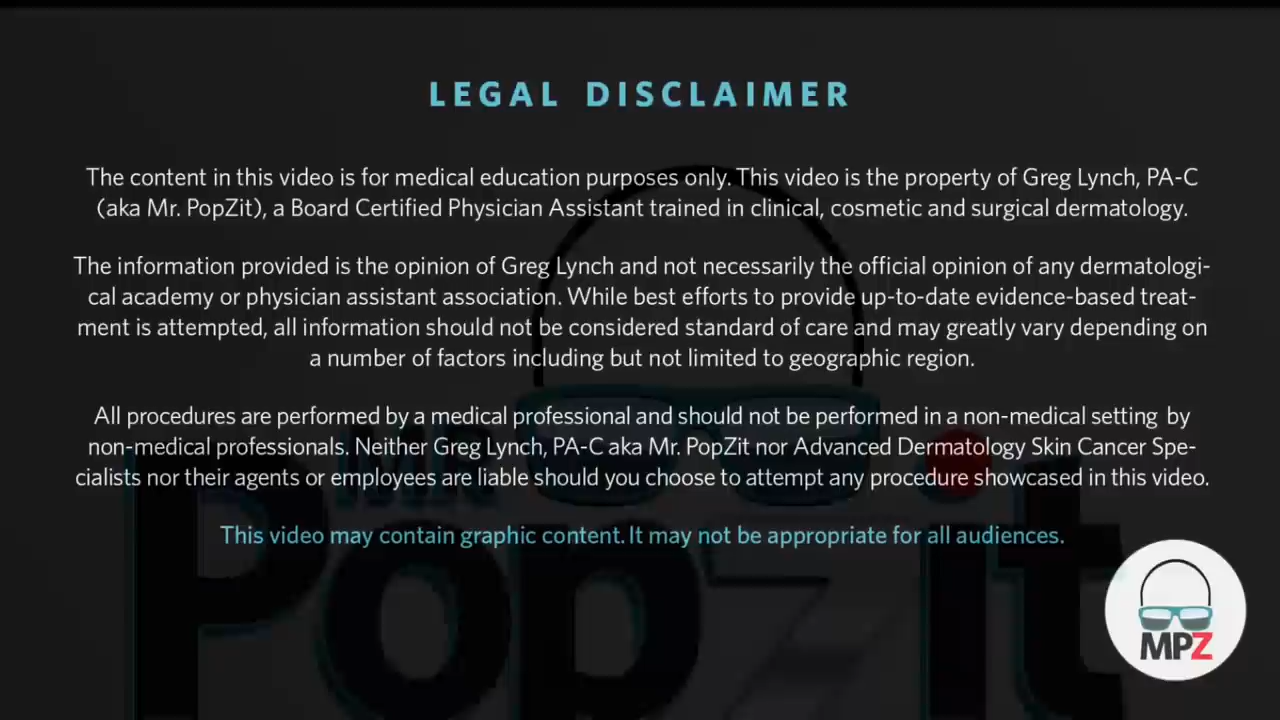 LEGAL DISCLAIMER
The content in this video is for medical education purposes only. This video is the property of Greg Lynch, PA-C
(aka Mr. PopZit), a Board Certified Physician Assistant trained in clinical, cosmetic and surgical dermatology.
The information provided is the opinion of Greg Lynch and not necessarily the official opinion of any dermatologi-
cal academy or physician assistant association. While best efforts to provide up-to-date evidence-based treat-
ment is attempted, all information should not be considered standard of care and may greatly vary depending on
a number of factors including but not limited to geographic region.
All procedures are performed by a medical professional and should not be performed in a non-medical setting by
non-medical professionals. Neither Greg Lynch, PA-C aka Mr. PopZit nor Advanced Dermatology Skin Cancer Spe-
cialists nor their agents or employees are liable should you choose to attempt any procedure showcased in this video.
This video may contain graphic content. It may not be appropriate for all audiences.
MR.
PopZit
MPZ